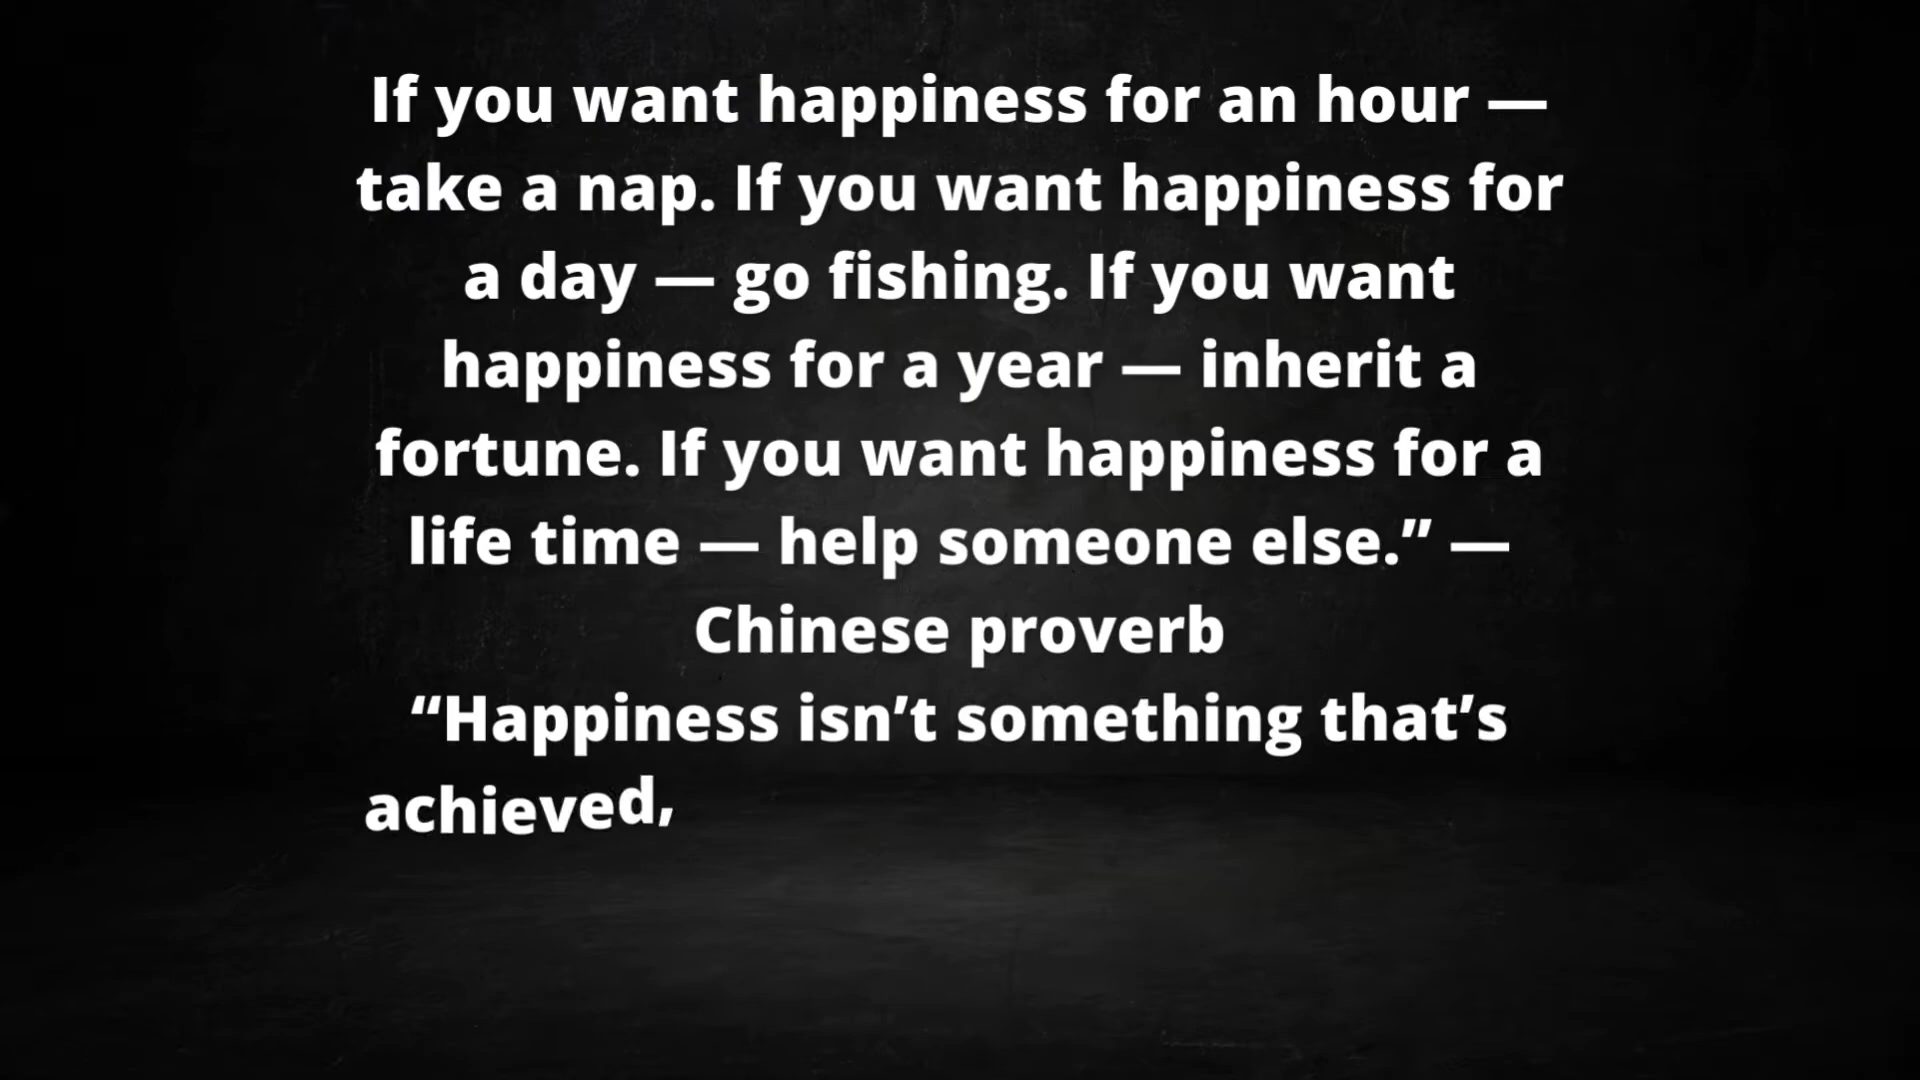 If you want happiness for an hour —
take a nap. If you want happiness for
a day — go fishing. If you want
happiness for a year — inherit a
fortune. If you want happiness for a
life time — help someone else.” —
Chinese proverb
“Happiness isn’t something that’s
achieved,